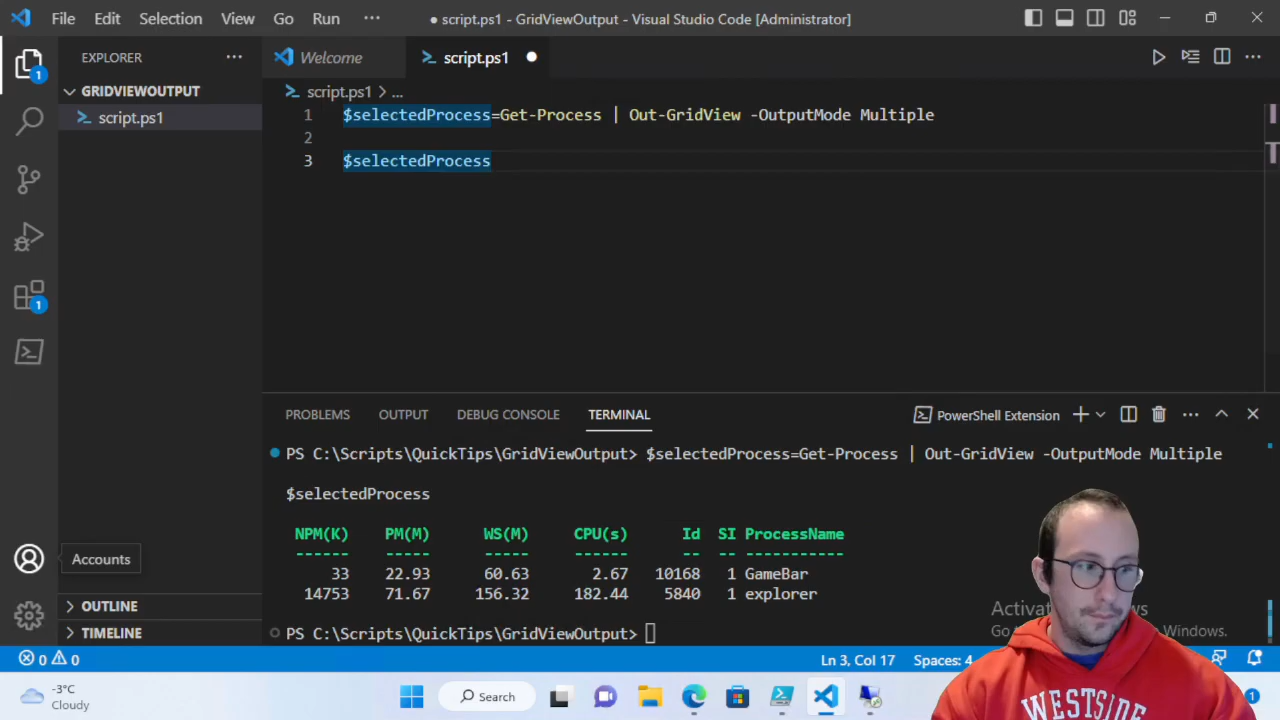 File Edit Selection View Go Run ··· ● script.ps1 - GridViewOutput - Visual Studio Code [Administrator]
1 EXPLORER ··· Welcome script.ps1
GRIDVIEWOUTPUT script.ps1 > ...
script.ps1 1 $selectedProcess=Get-Process | Out-GridView -OutputMode Multiple
2
3 $selectedProcess
1
PROBLEMS OUTPUT DEBUG CONSOLE TERMINAL PowerShell Extension
PS C:\Scripts\QuickTips\GridViewOutput> $selectedProcess=Get-Process | Out-GridView -OutputMode Multiple
$selectedProcess
NPM(K) PM(M) WS(M) CPU(s) Id SI ProcessName
------ ----- ----- ------ -- -- -----------
33 22.93 60.63 2.67 10168 1 GameBar
14753 71.67 156.32 182.44 5840 1 explorer
PS C:\Scripts\QuickTips\GridViewOutput>
Accounts
OUTLINE
TIMELINE
Windows.
0 0 Ln 3, Col 17 Spaces: 4
-3°C
Cloudy
Search
1
WESTSIDE